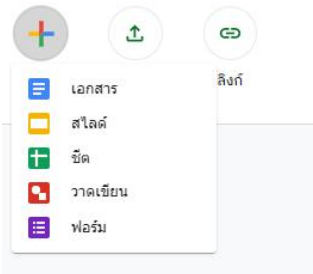 ลิงก์
เอกสาร
สไลด์
ชีต
วาดเขียน
ฟอร์ม